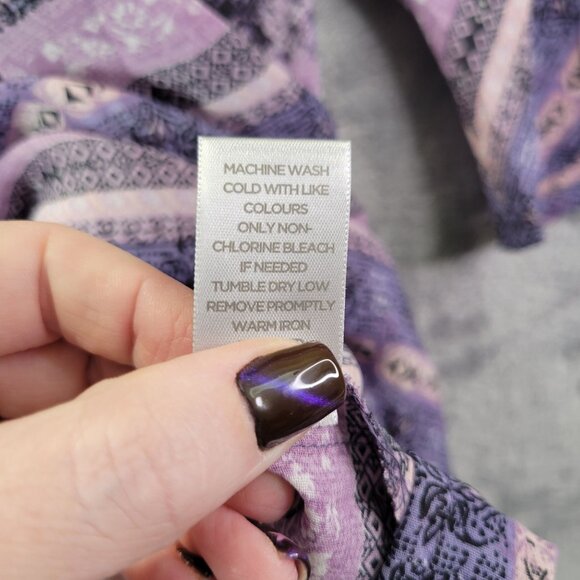 MACHINE WASH
COLD WITH LIKE
COLOURS
ONLY NON-
CHLORINE BLEACH
IF NEEDED
TUMBLE DRY LOW
REMOVE PROMPTLY
WARM IRON